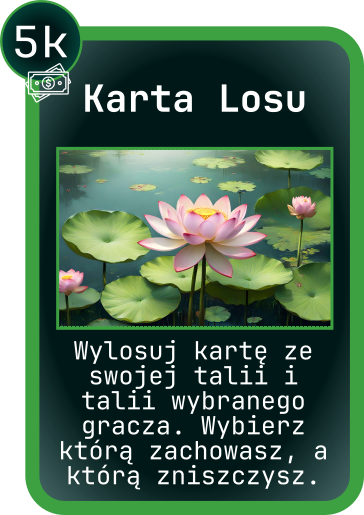 5k
Karta Losu
Wylosuj kartę ze
swojej talii i
talii wybranego
gracza. Wybierz
którą zachowasz, a
którą zniszczysz.